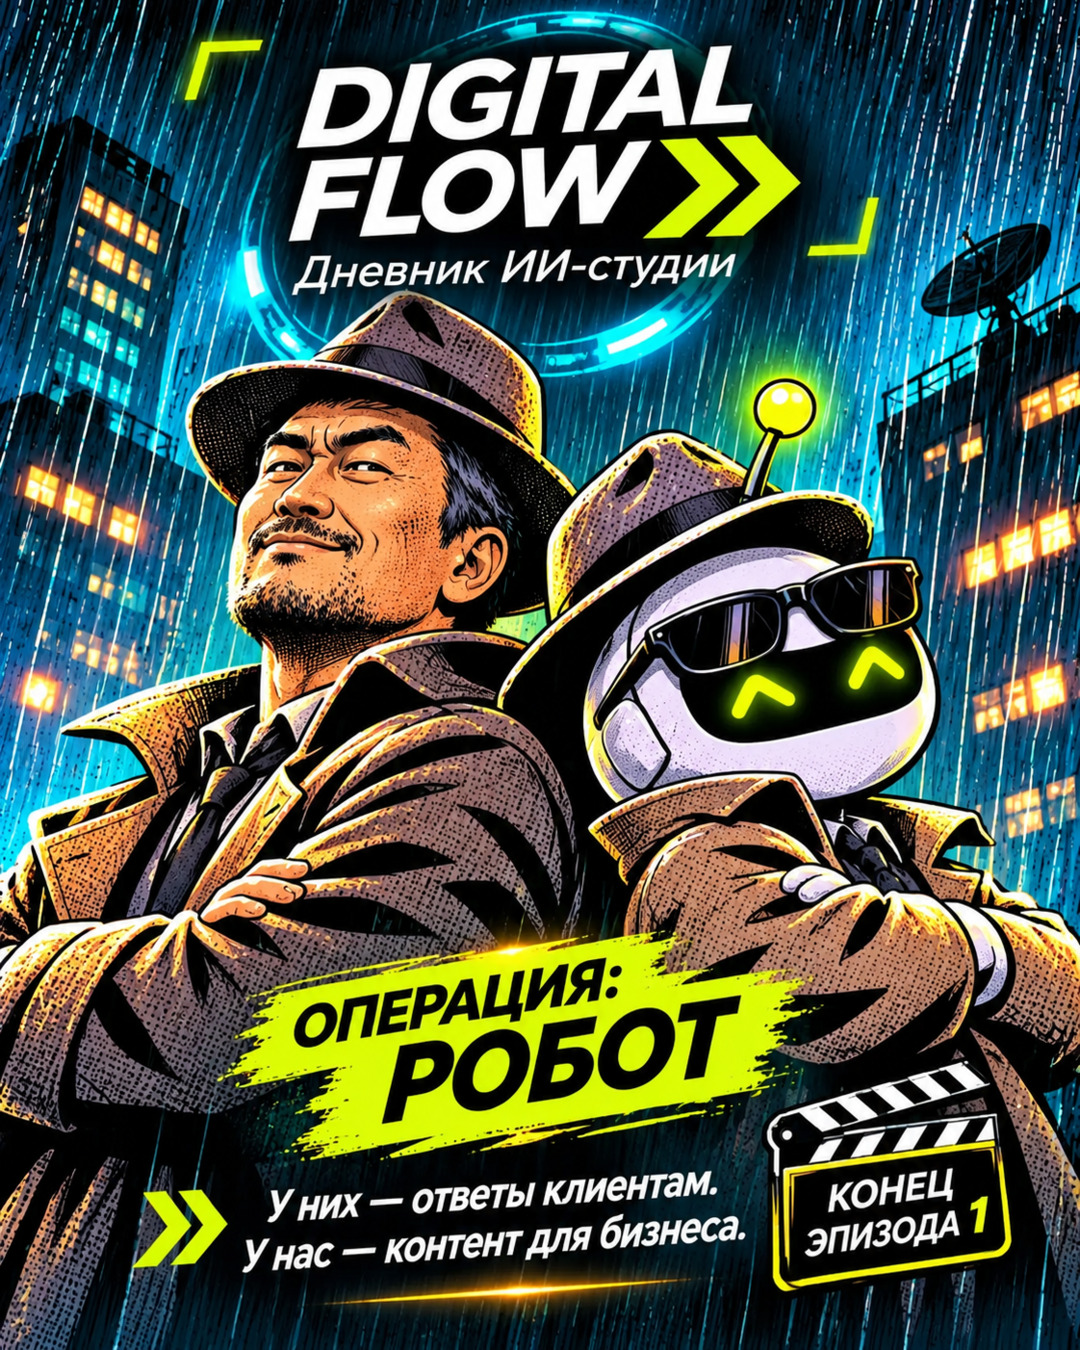 DIGITAL
FLOW
Дневник ИИ-студии
ОПЕРАЦИЯ:
РОБОТ
У них — ответы клиентам.
У нас — контент для бизнеса.
КОНЕЦ
ЭПИЗОДА 1